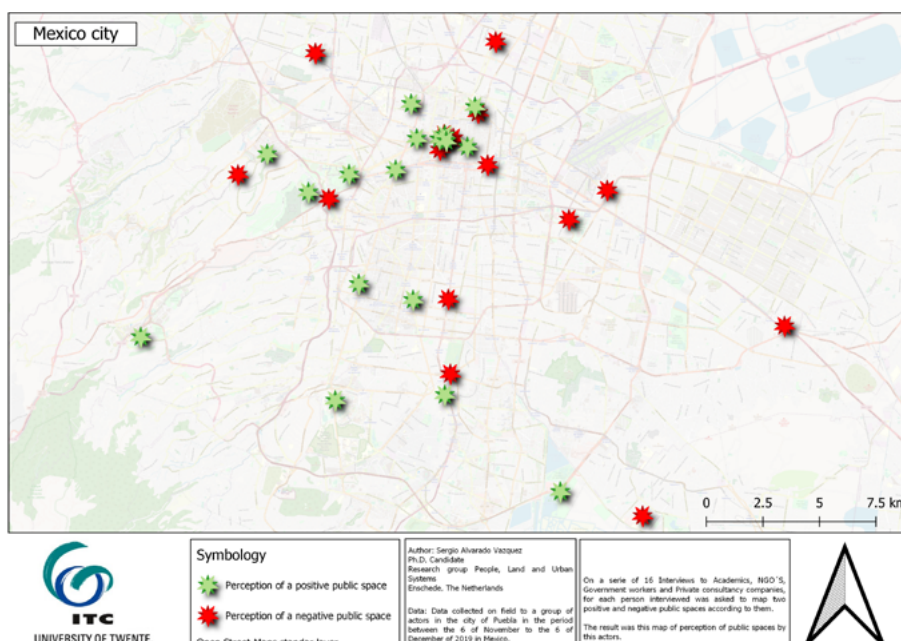 Mexico city
0 2.5 5 7.5 km
ITC
UNIVERSITY OF TWENTE
Symbology
Perception of a positive public space
Perception of a negative public space
Author: Sergio Alvarado Vazquez
Ph.D. Candidate
Research group People, Land and Urban
Systems
Enschede, The Netherlands
Data: Data collected on field to a group of
actors in the city of Puebla in the period
between the 6 of November to the 6 of
December of 2019 in Mexico.
On a serie of 16 Interviews to Academics, NGO´S,
Government workers and Private consultancy companies,
for each person interviewed was asked to map two
positive and negative public spaces according to them.
The result was this map of perception of public spaces by
this actors.